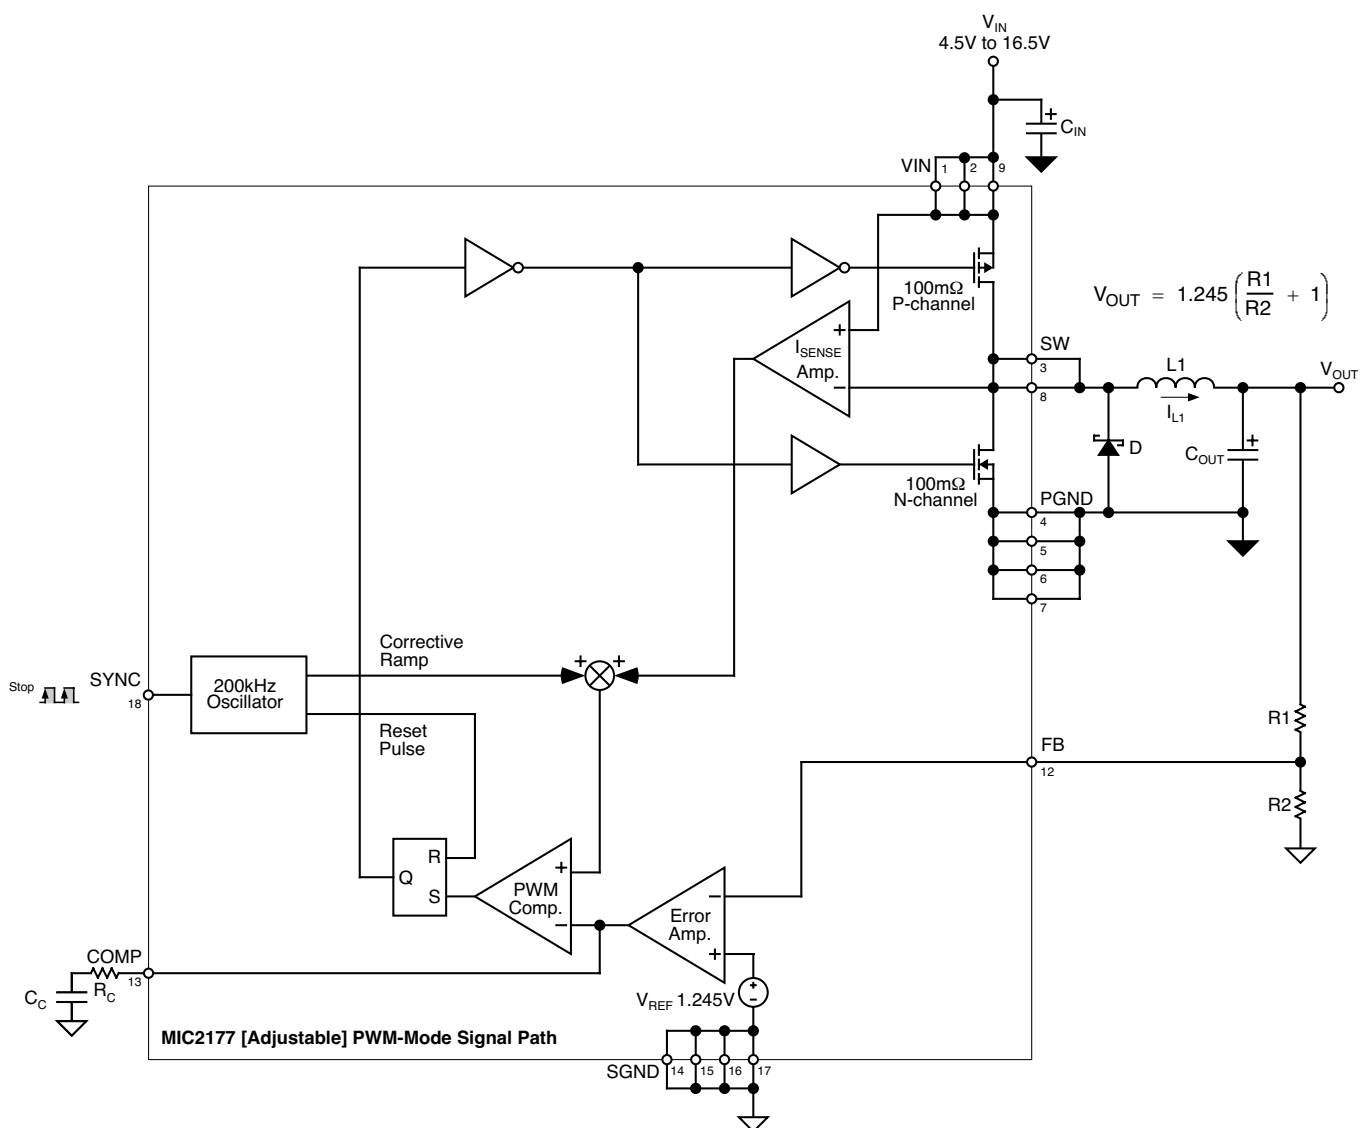 VIN
4.5V to 16.5V
CIN
VIN
1
2
9
100mΩ
P-channel
VOUT = 1.245 (R1/R2 + 1)
ISENSE
Amp.
+
−
SW
3
8
L1
IL1
VOUT
D
COUT
+
100mΩ
N-channel
PGND
4
5
6
7
Corrective
Ramp
+
+
Stop
SYNC
18
200kHz
Oscillator
Reset
Pulse
R1
FB
12
R2
R
Q
S
PWM
Comp.
+
−
Error
Amp.
−
+
COMP
13
RC
CC
VREF 1.245V
+
−
MIC2177 [Adjustable] PWM-Mode Signal Path
SGND
14
15
16
17